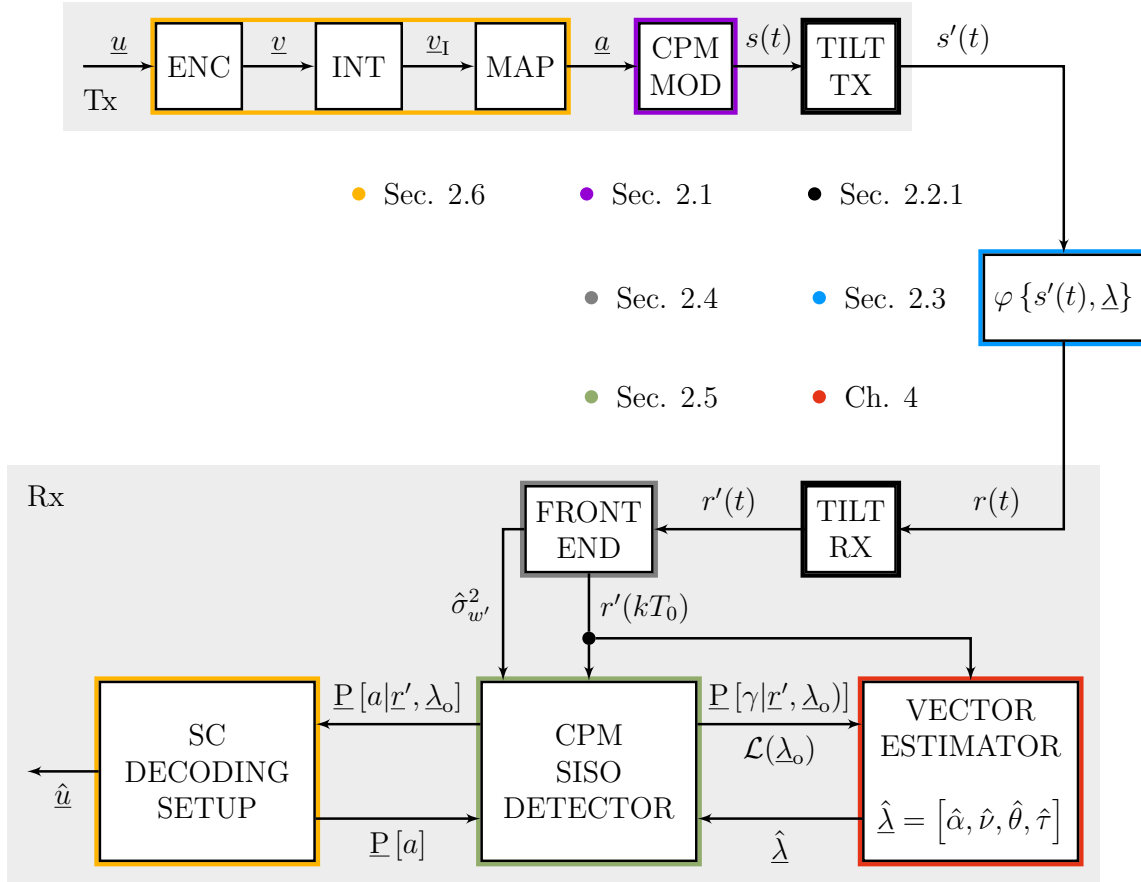 u
ENC
v
INT
v_I
MAP
a
CPM
MOD
s(t)
TILT
TX
s′(t)
Tx
Sec. 2.6
Sec. 2.1
Sec. 2.2.1
Sec. 2.4
Sec. 2.3
φ {s′(t), λ}
Sec. 2.5
Ch. 4
Rx
FRONT
END
r′(t)
TILT
RX
r(t)
σ̂²_w′
r′(kT₀)
SC
DECODING
SETUP
û
P [a|r′, λ_o]
P [a]
CPM
SISO
DETECTOR
P [γ|r′, λ_o)]
ℒ(λ_o)
λ̂
VECTOR
ESTIMATOR
λ̂ = [α̂, ν̂, θ̂, τ̂]